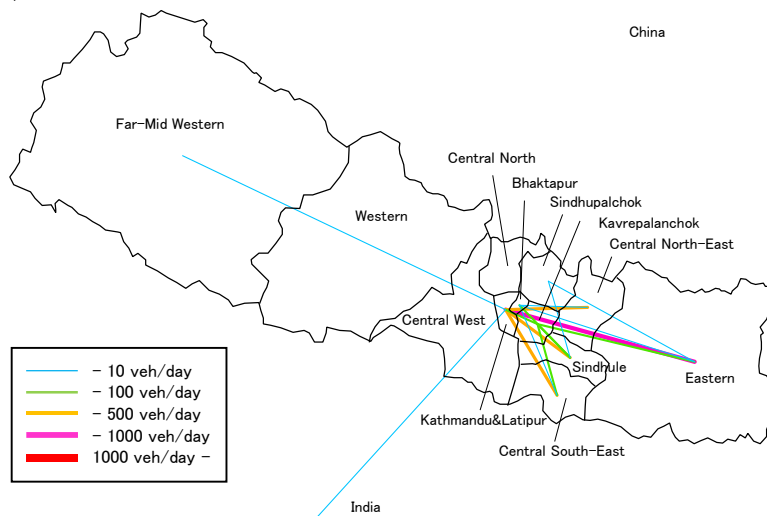 China
Far-Mid Western
Central North
Bhaktapur
Sindhupalchok
Western
Kavrepalanchok
Central North-East
Central West
Sindhule
Eastern
- 10 veh/day
- 100 veh/day
- 500 veh/day
- 1000 veh/day
1000 veh/day -
Kathmandu&Latipur
Central South-East
India